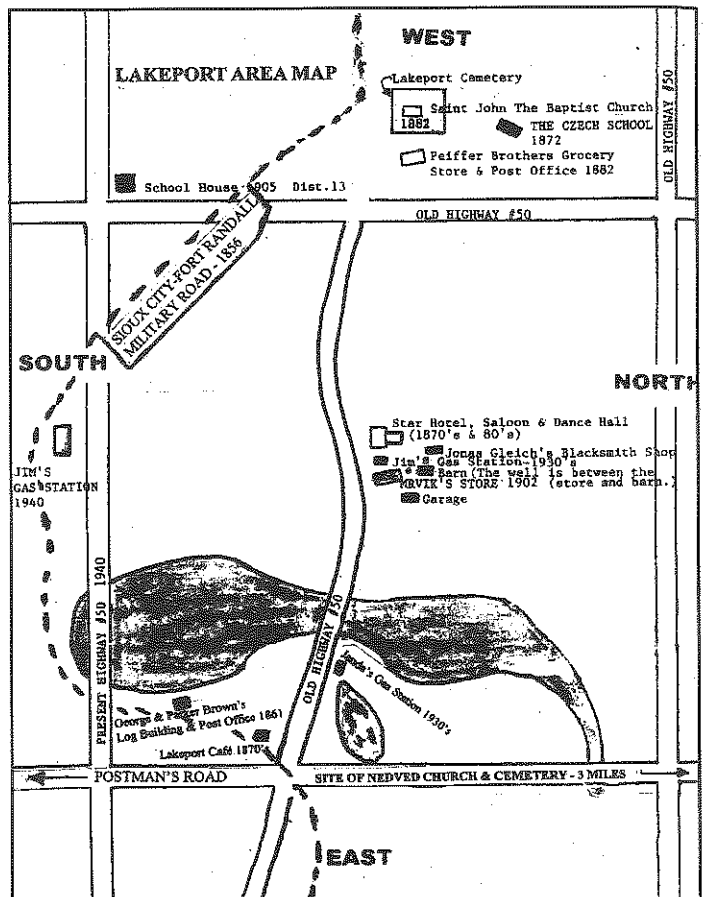 WEST
LAKEPORT AREA MAP
Lakeport Cemetery
Saint John The Baptist Church
1882
THE CZECH SCHOOL
1872
Peiffer Brothers Grocery
Store & Post Office 1882
OLD HIGHWAY #50
School House 1905 Dist.13
OLD HIGHWAY #50
SIOUX CITY-FORT RANDALL
MILITARY ROAD - 1856
SOUTH
NORTH
Star Hotel, Saloon & Dance Hall
(1870's & 80's)
Jonas Gleich's Blacksmith Shop
Jim's Gas Station-1930's
Barn (The well is between the
MRVIK'S STORE 1902 (store and barn.)
Garage
JIM'S
GAS STATION
1940
PRESENT HIGHWAY #50 1940
OLD HIGHWAY #50
Gas Station 1930's
George & Parker Brown's
Log Building & Post Office 1861
Lakeport Café 1870's
POSTMAN'S ROAD
SITE OF NEDVED CHURCH & CEMETERY - 3 MILES
EAST